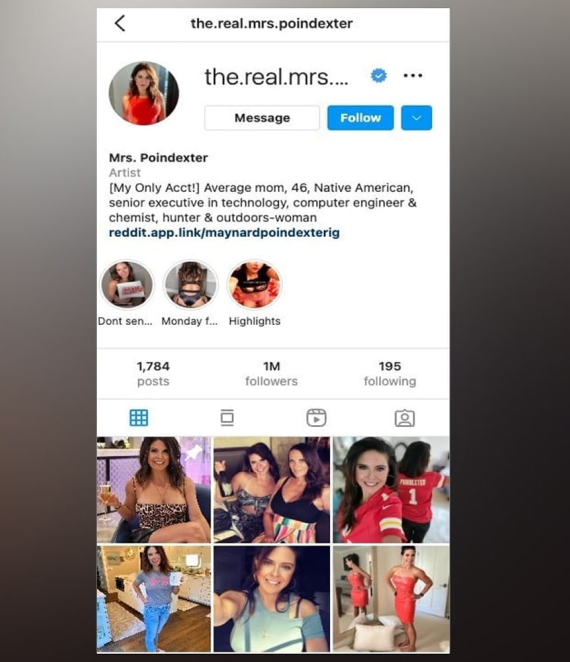 the.real.mrs.poindexter
the.real.mrs....
Message
Follow
Mrs. Poindexter
Artist
[My Only Acct!] Average mom, 46, Native American,
senior executive in technology, computer engineer &
chemist, hunter & outdoors-woman
reddit.app.link/maynardpoindexterig
Dont sen...
Monday f...
Highlights
1,784
1M
195
posts
followers
following
POINDEXTER
1